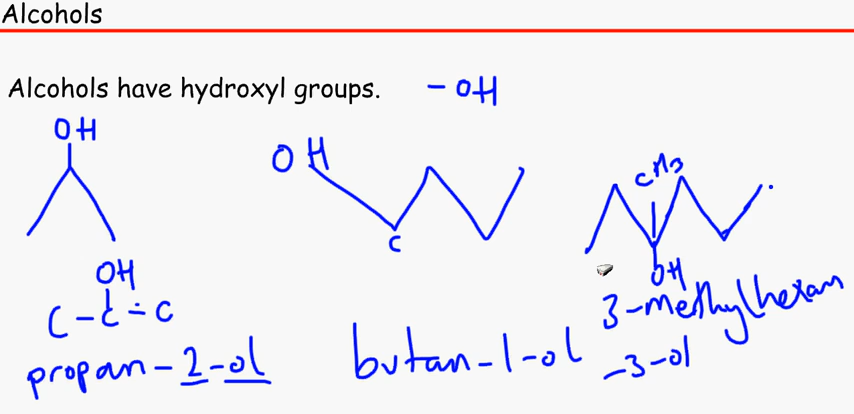 Alcohols
Alcohols have hydroxyl groups. -OH
OH
OH
C
CH3
OH
OH
C-C-C
propan-2-ol
butan-1-ol
3-methylhexan
-3-ol